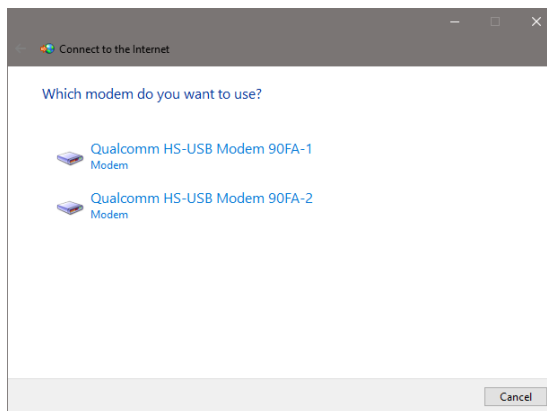 Connect to the Internet
Which modem do you want to use?
Qualcomm HS-USB Modem 90FA-1
Modem
Qualcomm HS-USB Modem 90FA-2
Modem
Cancel